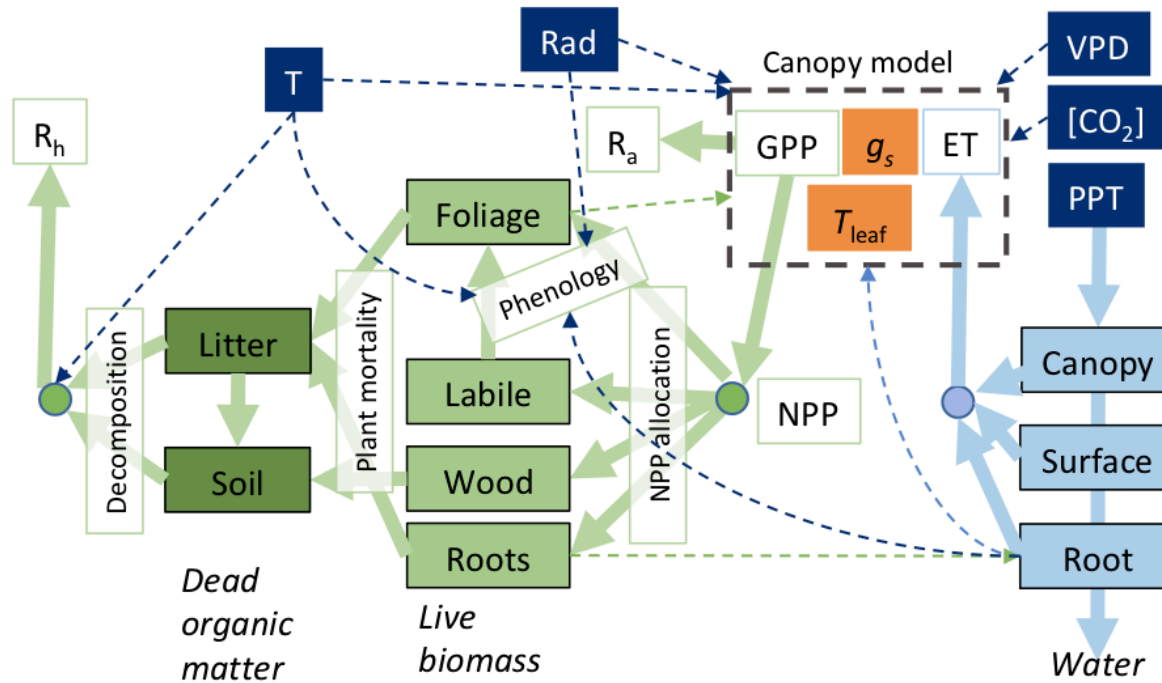 Rad
VPD
T
Canopy model
[CO₂]
Rₕ
Rₐ
GPP
gₛ
ET
PPT
Foliage
T_leaf
Phenology
Litter
Decomposition
Plant mortality
Labile
NPP allocation
NPP
Canopy
Soil
Wood
Surface
Roots
Root
Dead
organic
matter
Live
biomass
Water